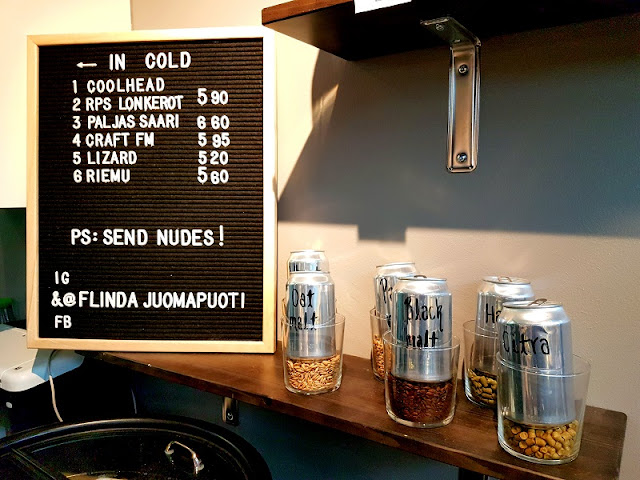 ← IN COLD
1 COOLHEAD
2 RPS LONKEROT 5 90
3 PALJAS SAARI 6 60
4 CRAFT FM 5 95
5 LIZARD 5 20
6 RIEMU 5 60
PS: SEND NUDES!
IG
&@FLINDA JUOMAPUOTI
FB
Oat
malt
Black
malt
Citra